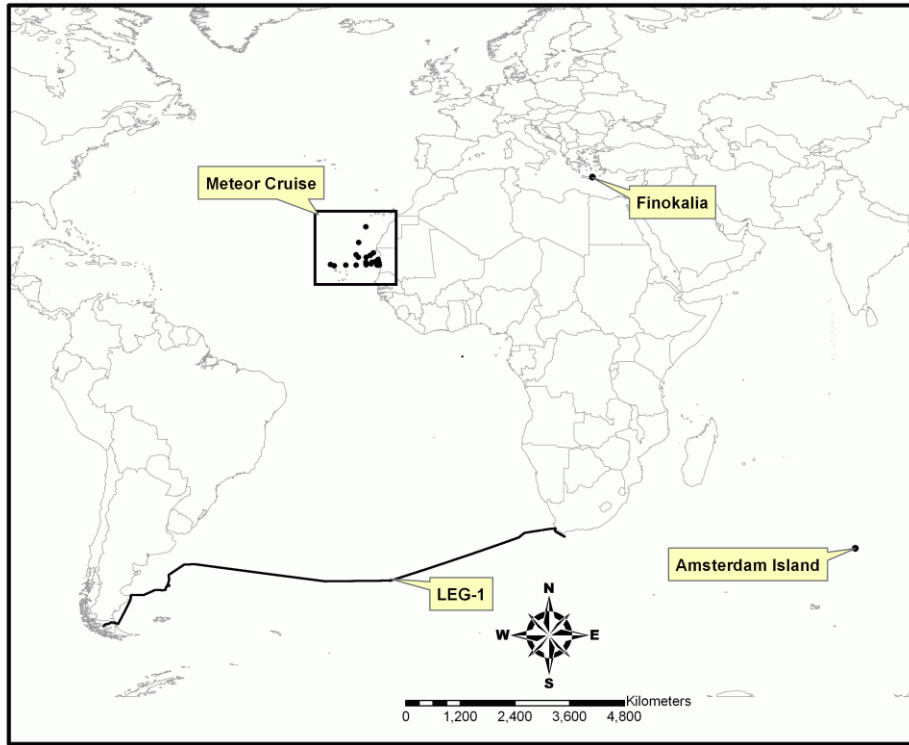 Meteor Cruise
Finokalia
Amsterdam Island
LEG-1
N
W E
S
Kilometers
0 1,200 2,400 3,600 4,800